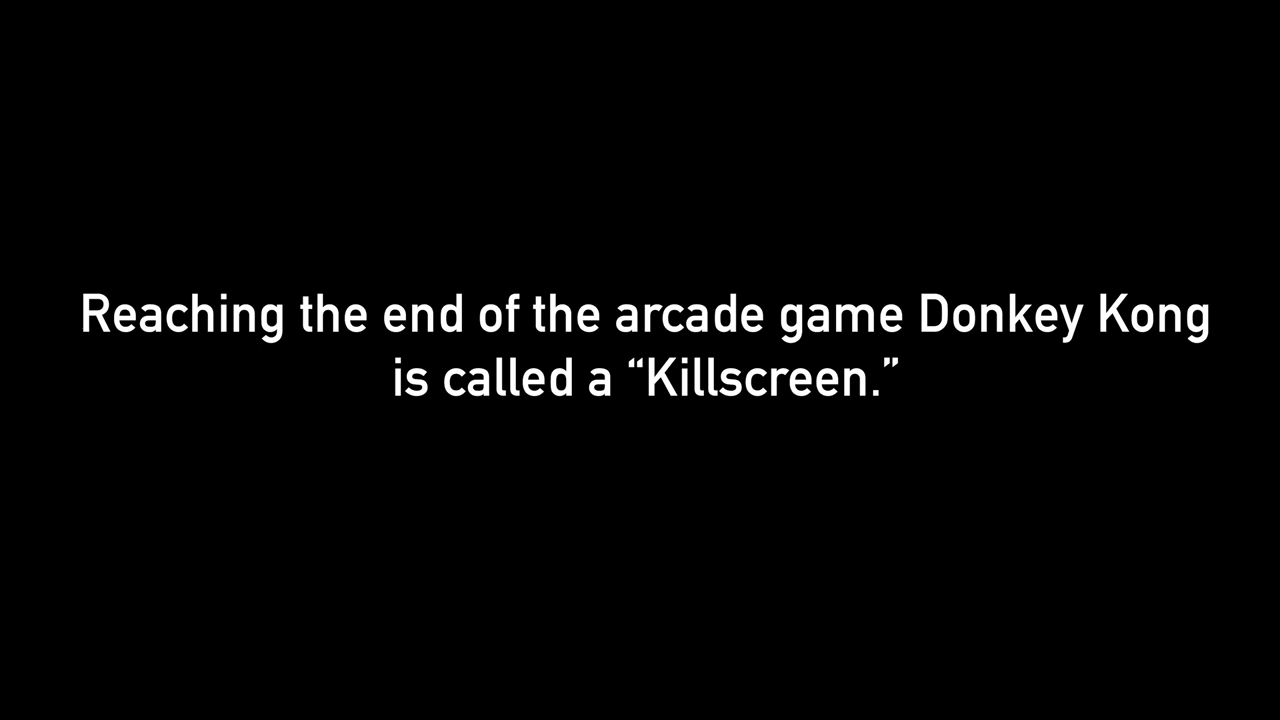 Reaching the end of the arcade game Donkey Kong
is called a “Killscreen.”